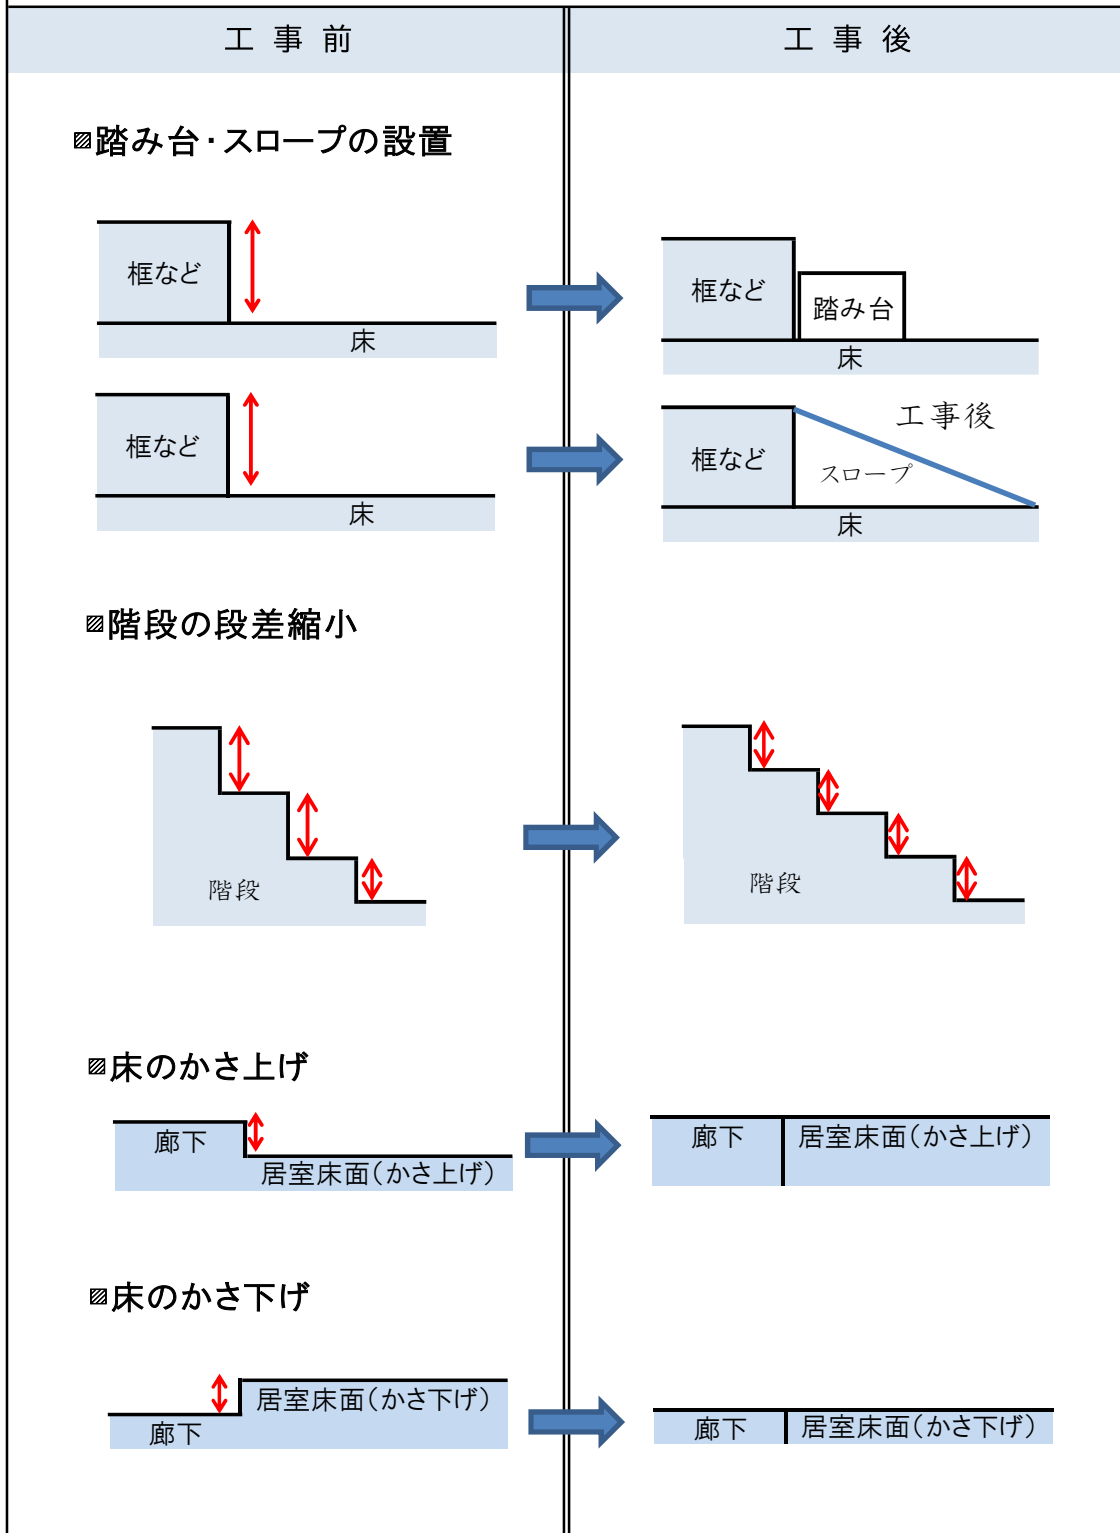 工事前
工事後
▨踏み台・スロープの設置
框など
床
框など
踏み台
床
框など
床
工事後
框など
スロープ
床
▨階段の段差縮小
階段
階段
▨床のかさ上げ
廊下
居室床面(かさ上げ)
廊下
居室床面(かさ上げ)
▨床のかさ下げ
居室床面(かさ下げ)
廊下
廊下
居室床面(かさ下げ)